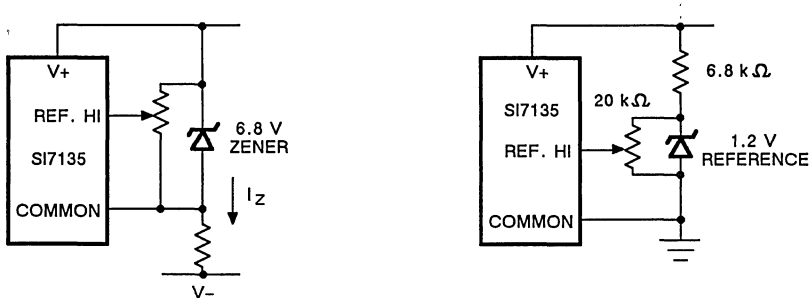 V+
REF. HI
SI7135
COMMON
6.8 V
ZENER
IZ
V-
V+
SI7135
REF. HI
COMMON
6.8 kΩ
20 kΩ
1.2 V
REFERENCE